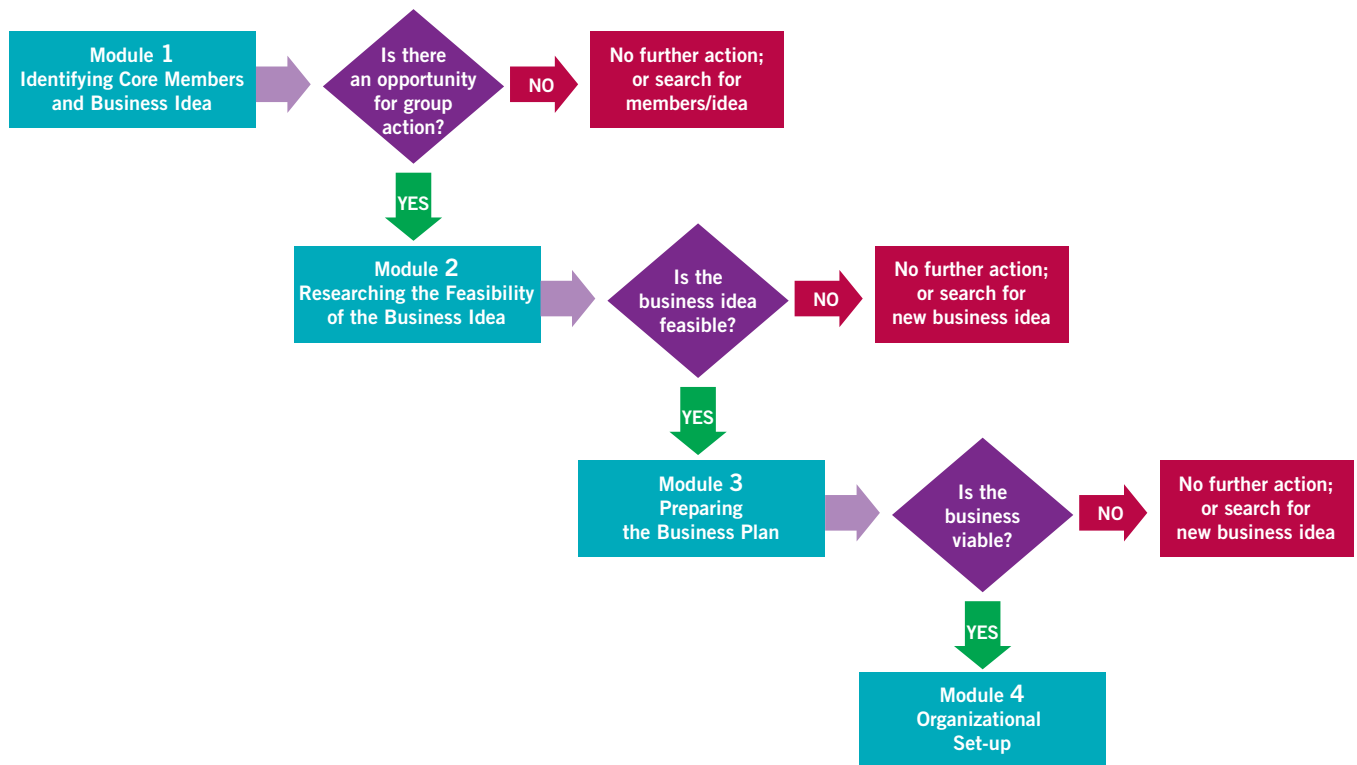 Module 1
Identifying Core Members
and Business Idea
Is there
an opportunity
for group
action?
NO
No further action;
or search for
members/idea
YES
Module 2
Researching the Feasibility
of the Business Idea
Is the
business idea
feasible?
NO
No further action;
or search for
new business idea
YES
Module 3
Preparing
the Business Plan
Is the
business
viable?
NO
No further action;
or search for
new business idea
YES
Module 4
Organizational
Set-up